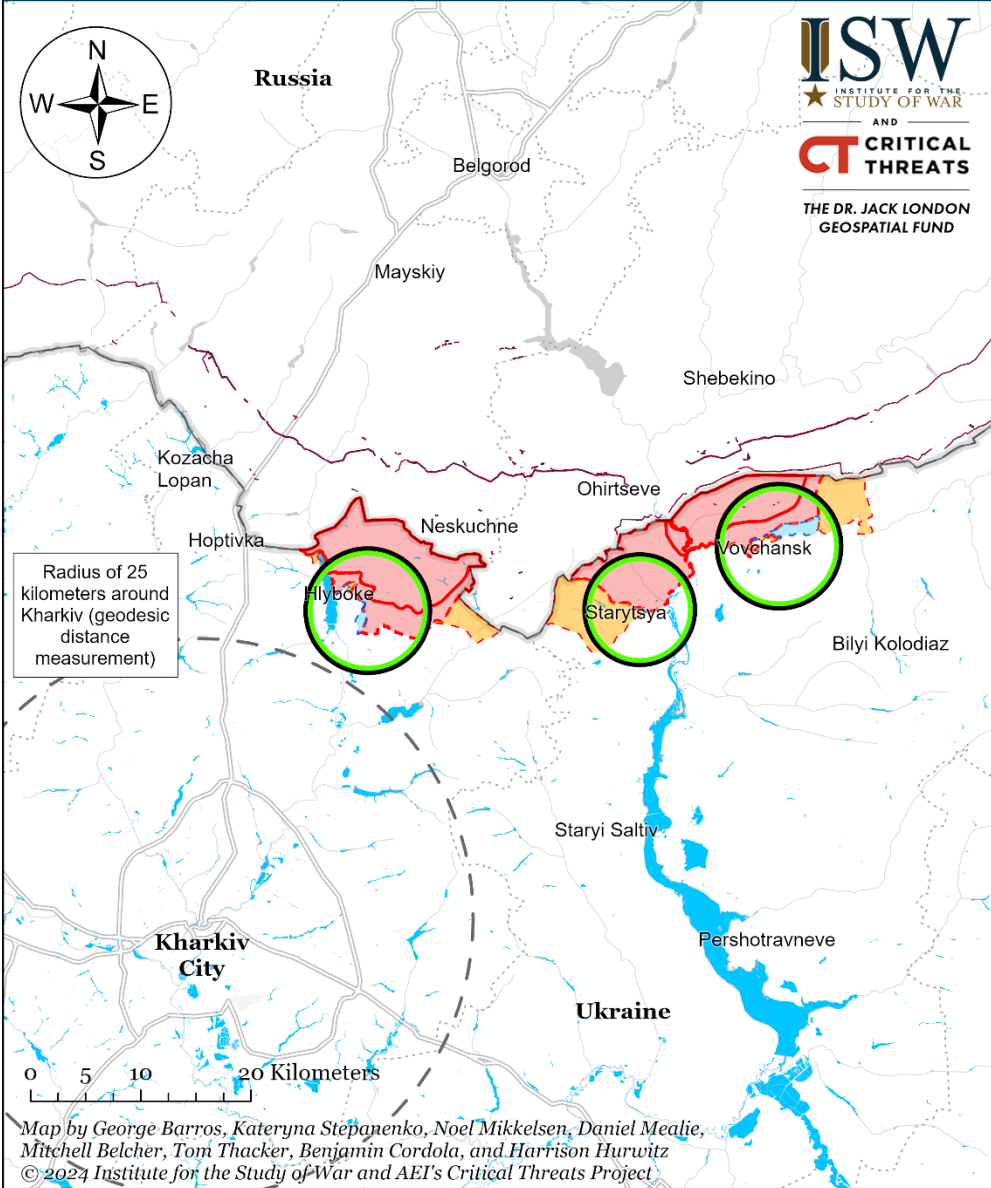 N
W
E
S
Russia
ISW
INSTITUTE FOR THE
STUDY OF WAR
AND
CT CRITICAL
THREATS
THE DR. JACK LONDON
GEOSPATIAL FUND
Belgorod
Mayskiy
Shebekino
Kozacha
Lopan
Ohirtseve
Neskuchne
Hoptivka
Vovchansk
Radius of 25
kilometers around
Kharkiv (geodesic
distance
measurement)
Hlyboke
Starytsya
Bilyi Kolodiaz
Staryi Saltiv
Pershotravneve
Kharkiv
City
Ukraine
0 5 10 20 Kilometers
Map by George Barros, Kateryna Stepanenko, Noel Mikkelsen, Daniel Mealie,
Mitchell Belcher, Tom Thacker, Benjamin Cordola, and Harrison Hurwitz
© 2024 Institute for the Study of War and AEI's Critical Threats Project